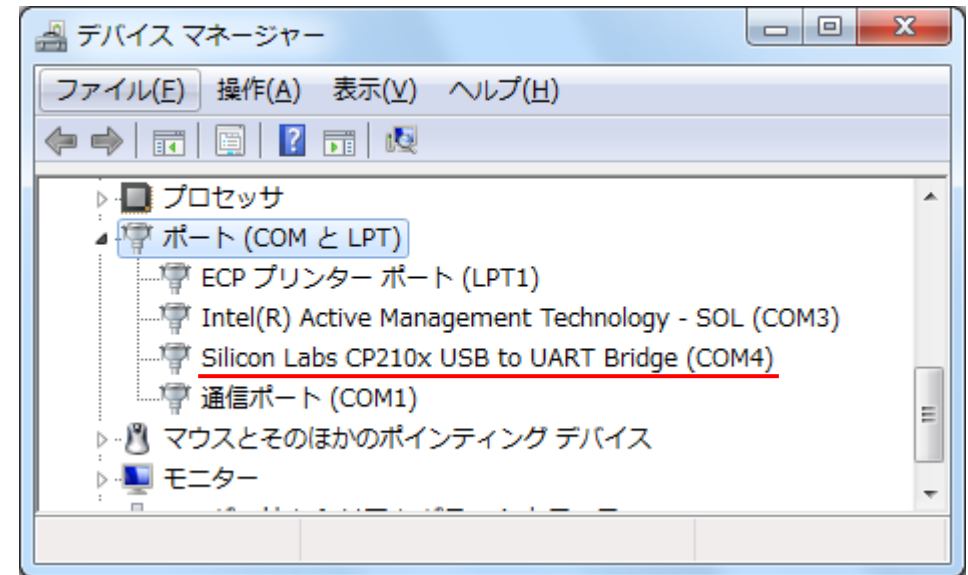 デバイス マネージャー
ファイル(F) 操作(A) 表示(V) ヘルプ(H)
プロセッサ
ポート (COM と LPT)
ECP プリンター ポート (LPT1)
Intel(R) Active Management Technology - SOL (COM3)
Silicon Labs CP210x USB to UART Bridge (COM4)
通信ポート (COM1)
マウスとそのほかのポインティング デバイス
モニター